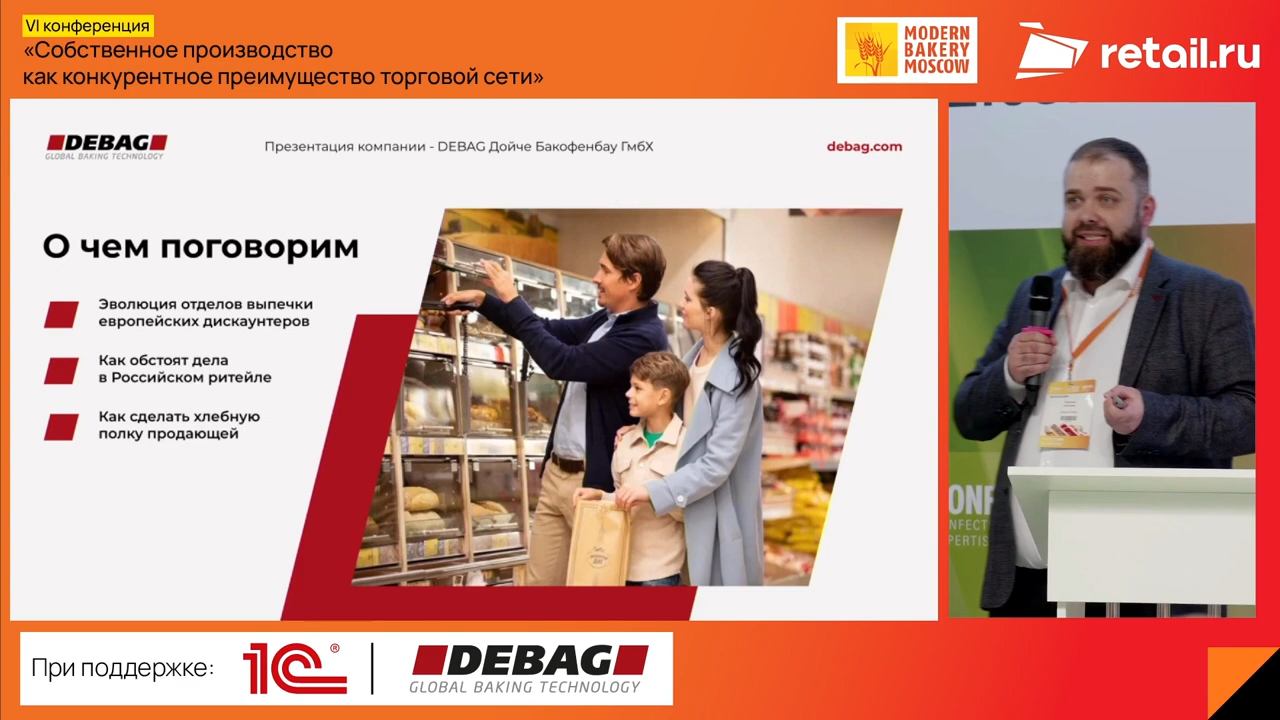 VI конференция
«Собственное производство
как конкурентное преимущество торговой сети»
MODERN
BAKERY
MOSCOW
retail.ru
DEBAG
GLOBAL BAKING TECHNOLOGY
Презентация компании - DEBAG Дойче Бакофенбау ГмбХ
debag.com
О чем поговорим
Эволюция отделов выпечки
европейских дискаунтеров
Как обстоят дела
в Российском ритейле
Как сделать хлебную
полку продающей
При поддержке:
1C®
DEBAG
GLOBAL BAKING TECHNOLOGY